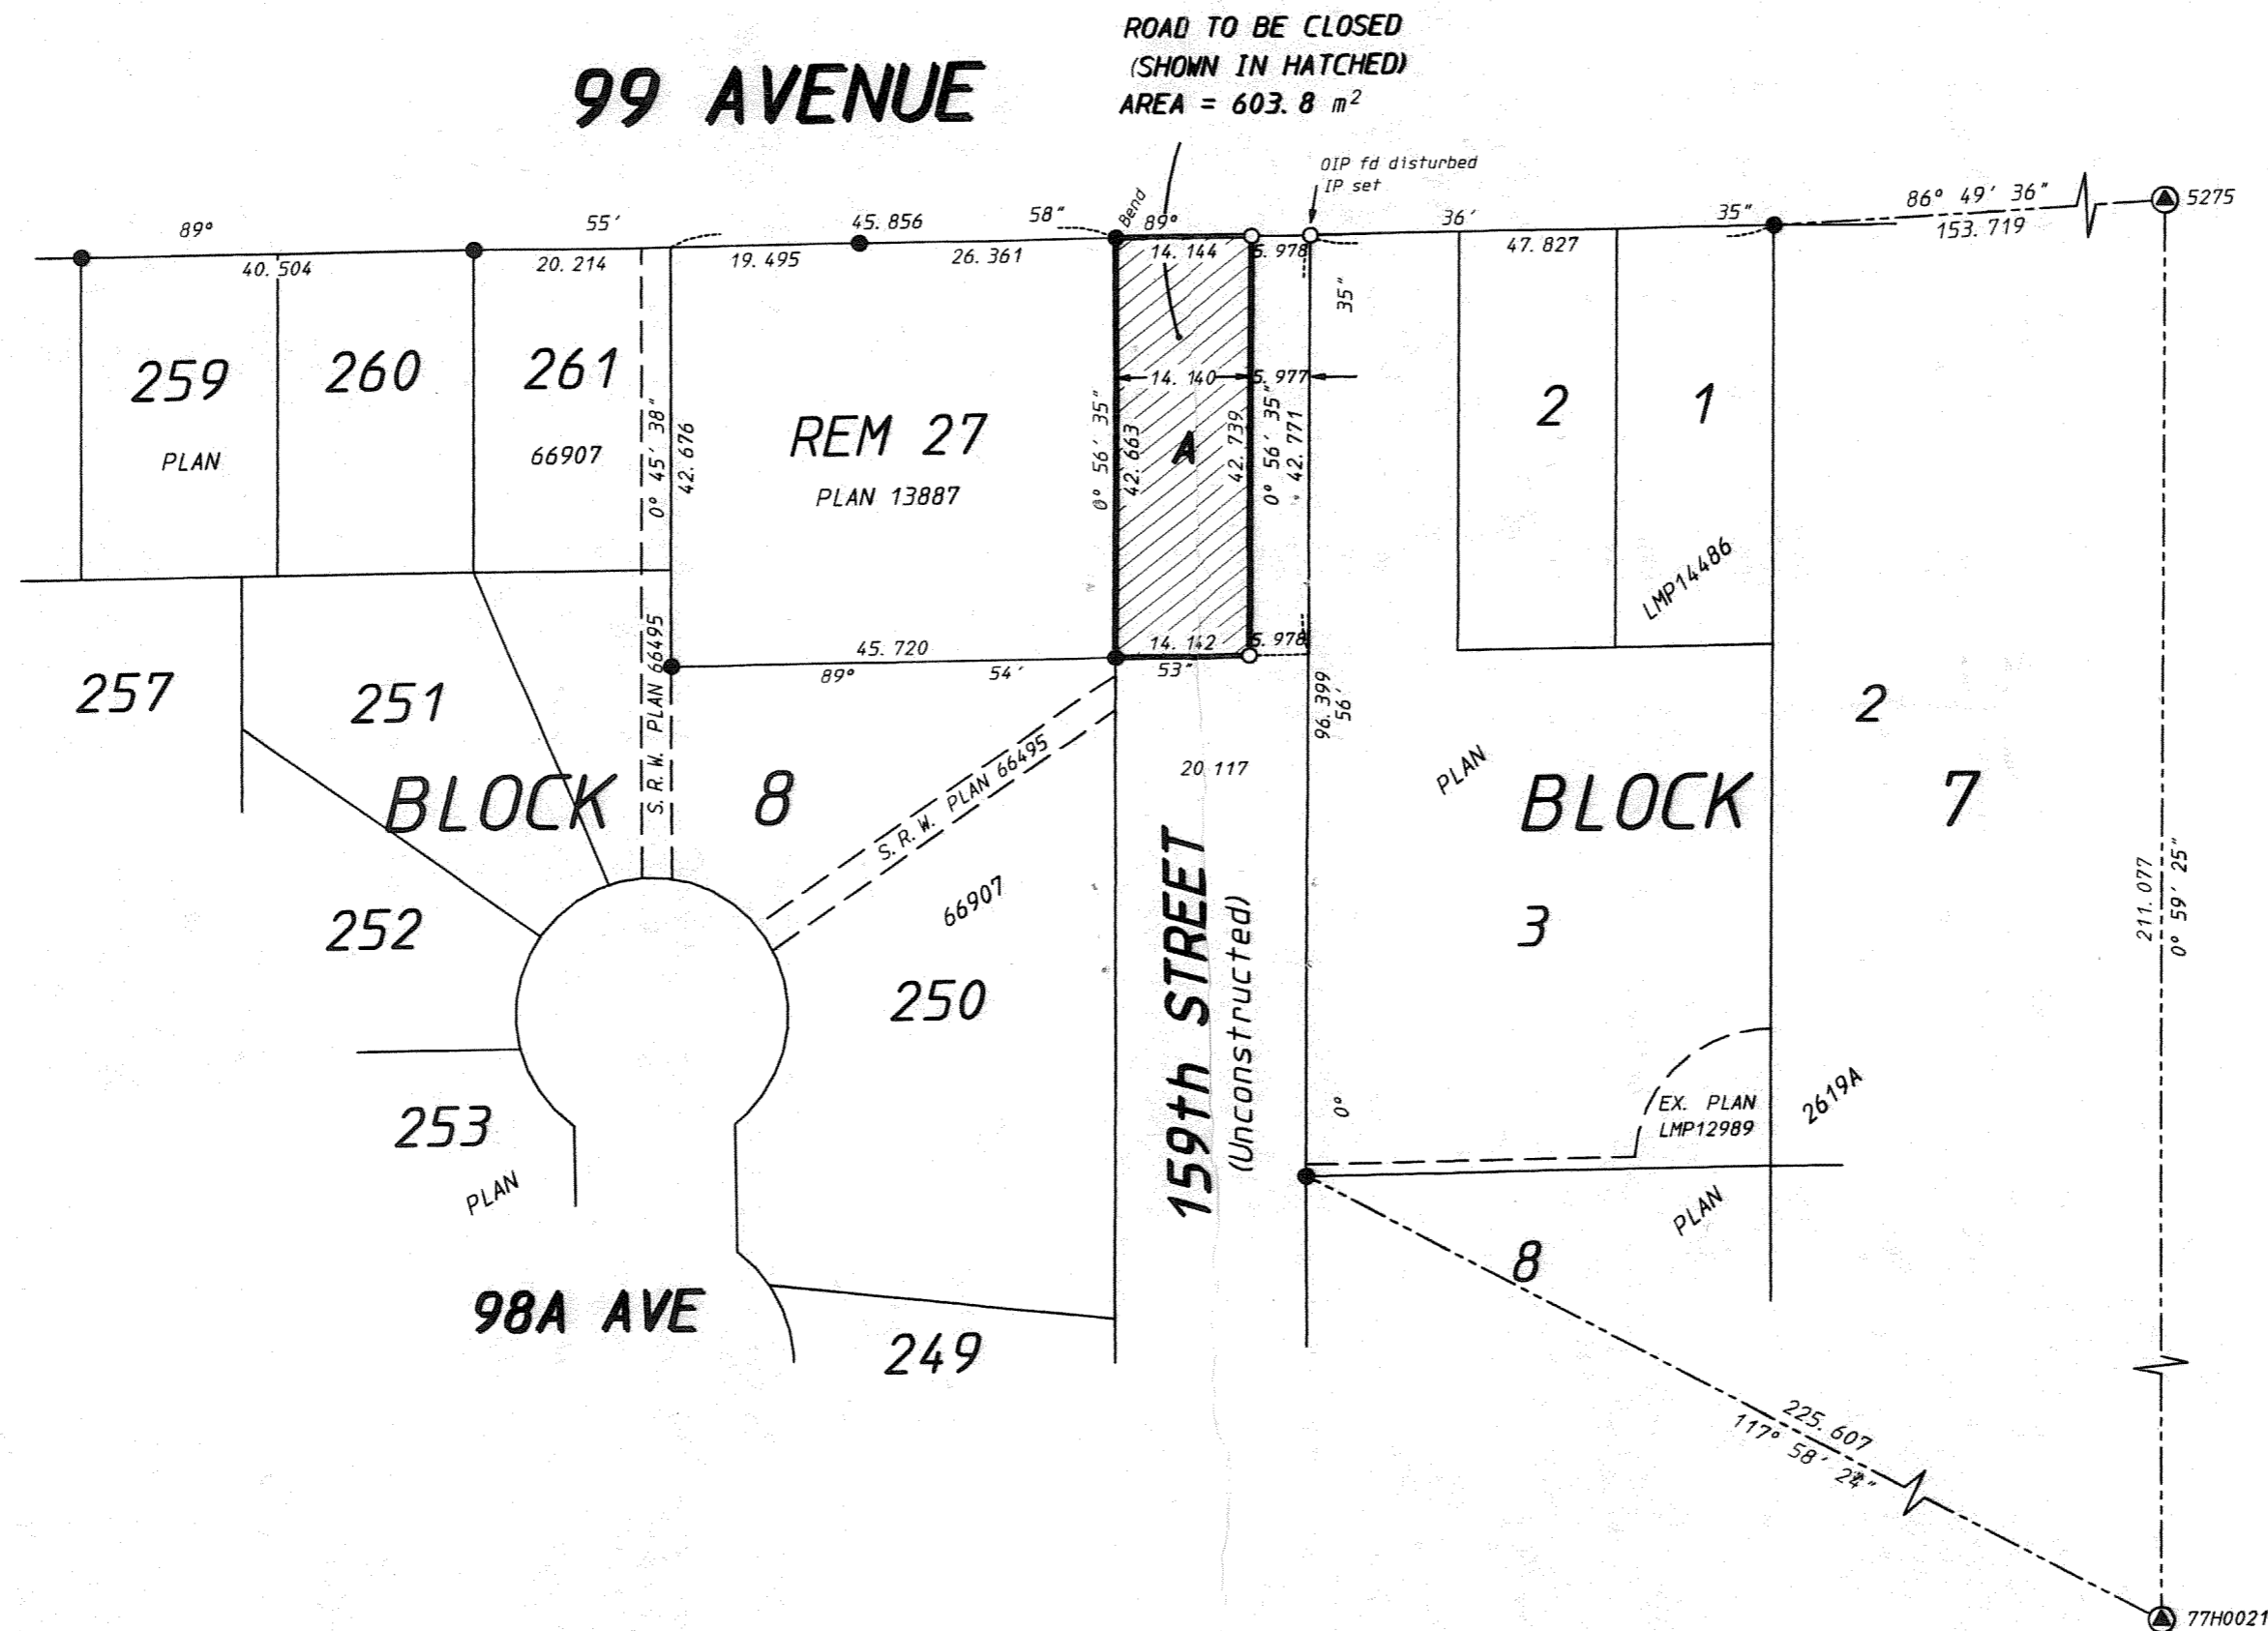 ROAD TO BE CLOSED
(SHOWN IN HATCHED)
AREA = 603.8 m²
99 AVENUE
OIP fd disturbed
IP set
Bend
89° 55' 58"
45.856
89° 36' 35"
86° 49' 36"
153.719
5275
40.504
20.214
19.495
26.361
14.144
5.978
47.827
259
260
261
PLAN
66907
0° 45' 38"
42.676
REM 27
PLAN 13887
0° 56' 35"
42.663
14.140
5.977
A
42.739
0° 56' 35"
42.771
35"
2
1
LMP14486
45.720
89° 54' 53"
14.142
5.978
96.399
56'
0°
257
251
S.R.W. PLAN 66495
BLOCK 8
S.R.W. PLAN 66495
66907
20.117
159th STREET
(Unconstructed)
PLAN
2
BLOCK 7
3
211.077
0° 59' 25"
252
250
253
PLAN
EX. PLAN
LMP12989
2619A
PLAN
8
98A AVE
249
225.607
117° 58' 24"
77H0021